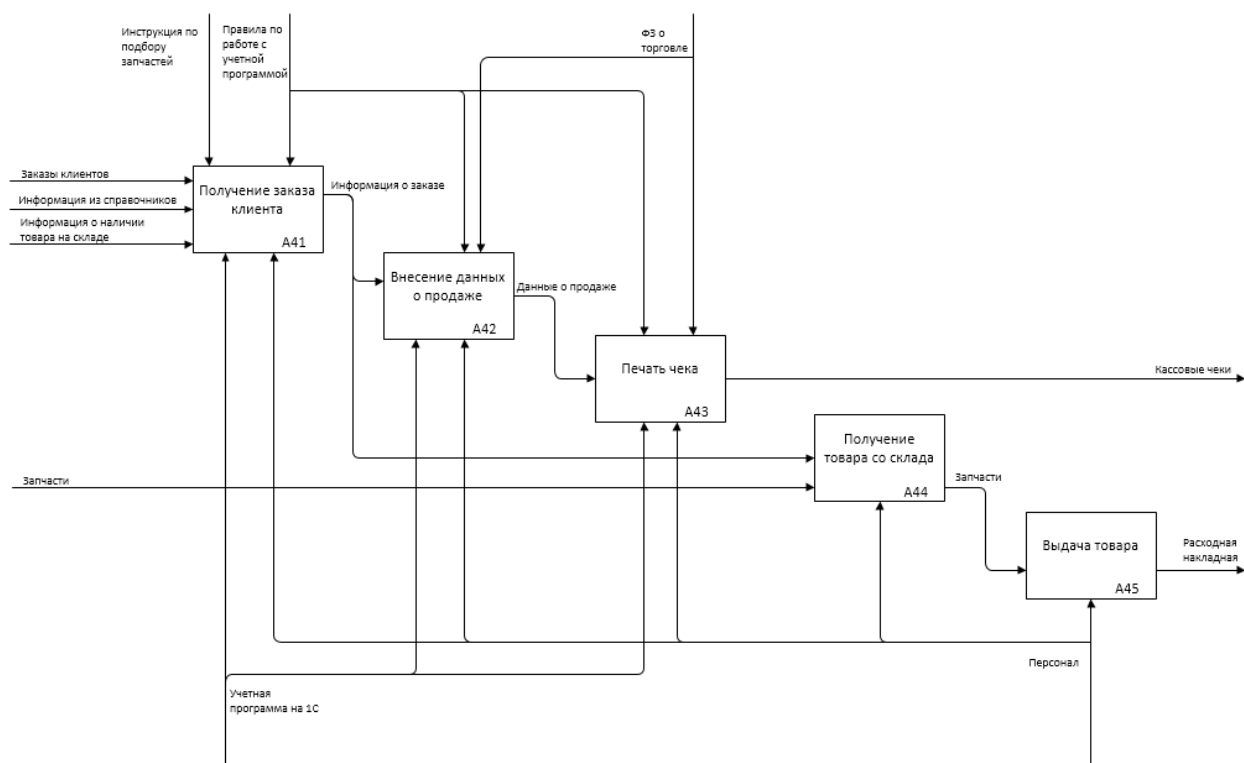 Инструкция по
подбору
запчастей
Правила по
работе с
учетной
программой
ФЗ о
торговле
Заказы клиентов
Информация из справочников
Информация о наличии
товара на складе
Получение заказа
клиента
A41
Информация о заказе
Внесение данных
о продаже
A42
Данные о продаже
Печать чека
A43
Кассовые чеки
Получение
товара со склада
A44
Запчасти
Запчасти
Выдача товара
A45
Расходная
накладная
Персонал
Учетная
программа на 1С